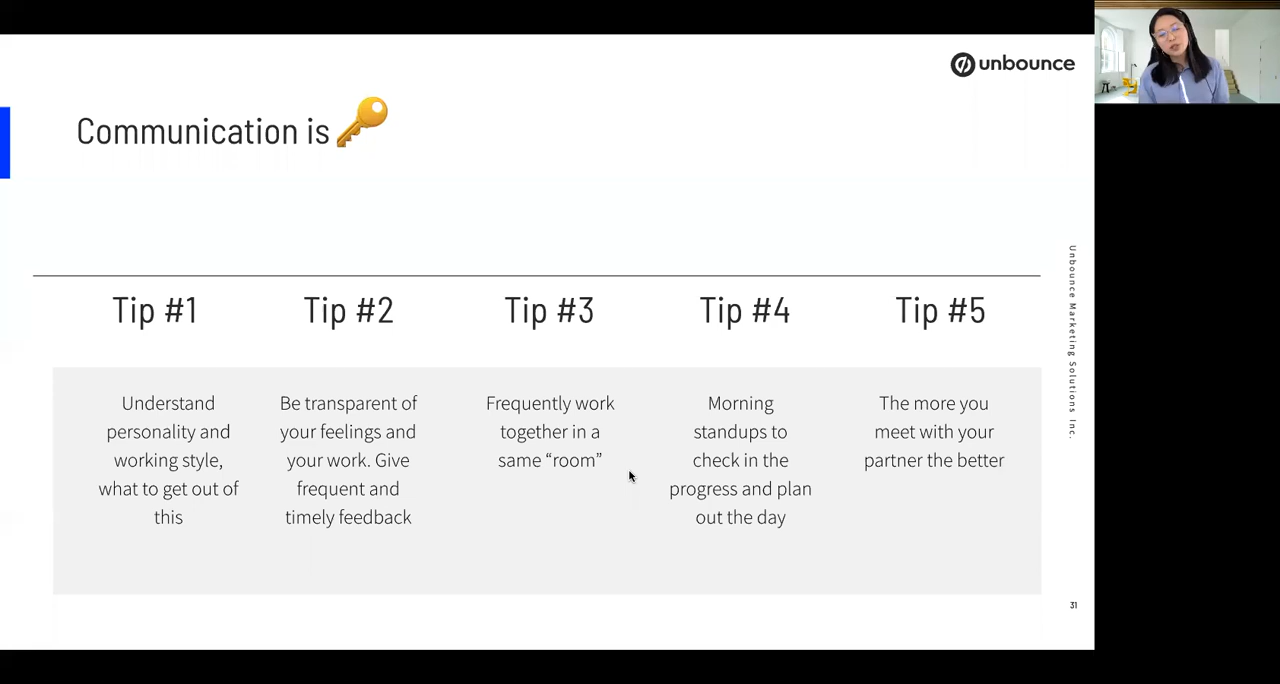 unbounce
Communication is
Tip #1
Understand
personality and
working style,
what to get out of
this
Tip #2
Be transparent of
your feelings and
your work. Give
frequent and
timely feedback
Tip #3
Frequently work
together in a
same “room”
Tip #4
Morning
standups to
check in the
progress and plan
out the day
Tip #5
The more you
meet with your
partner the better
Unbounce Marketing Solutions Inc.
31